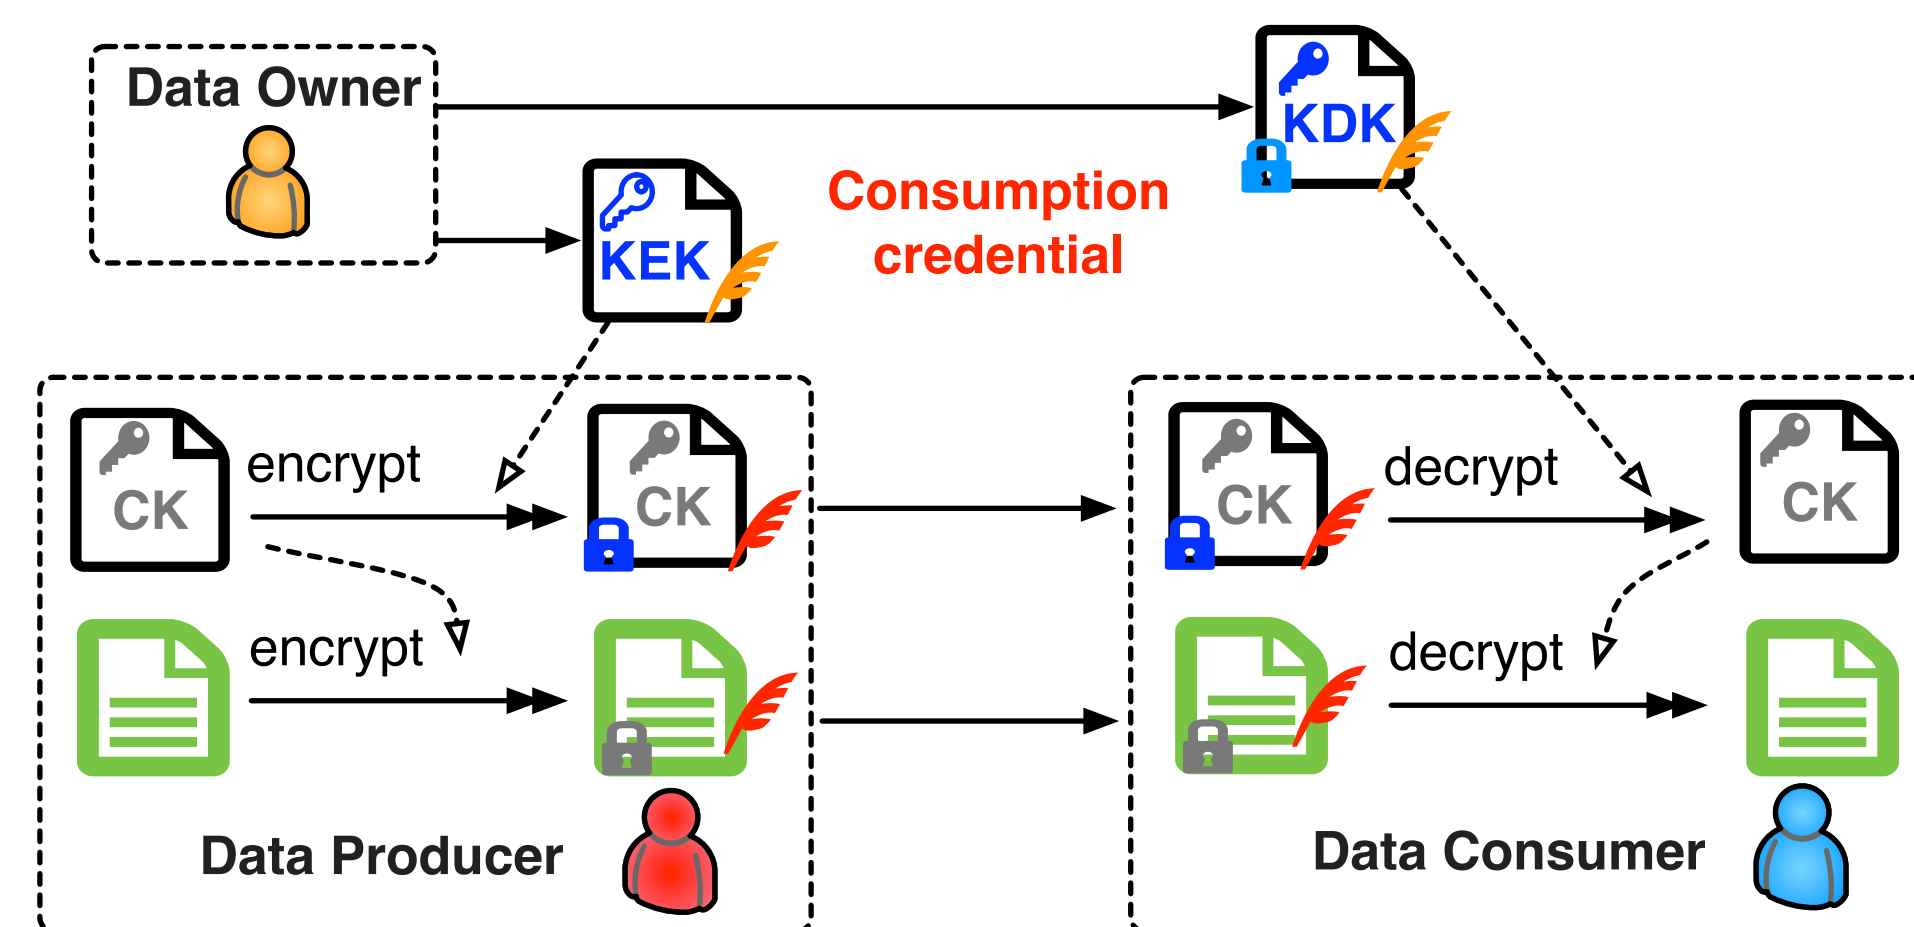 Data Owner
KDK
Consumption
credential
KEK
CK
encrypt
CK
CK
decrypt
CK
encrypt
decrypt
Data Producer
Data Consumer